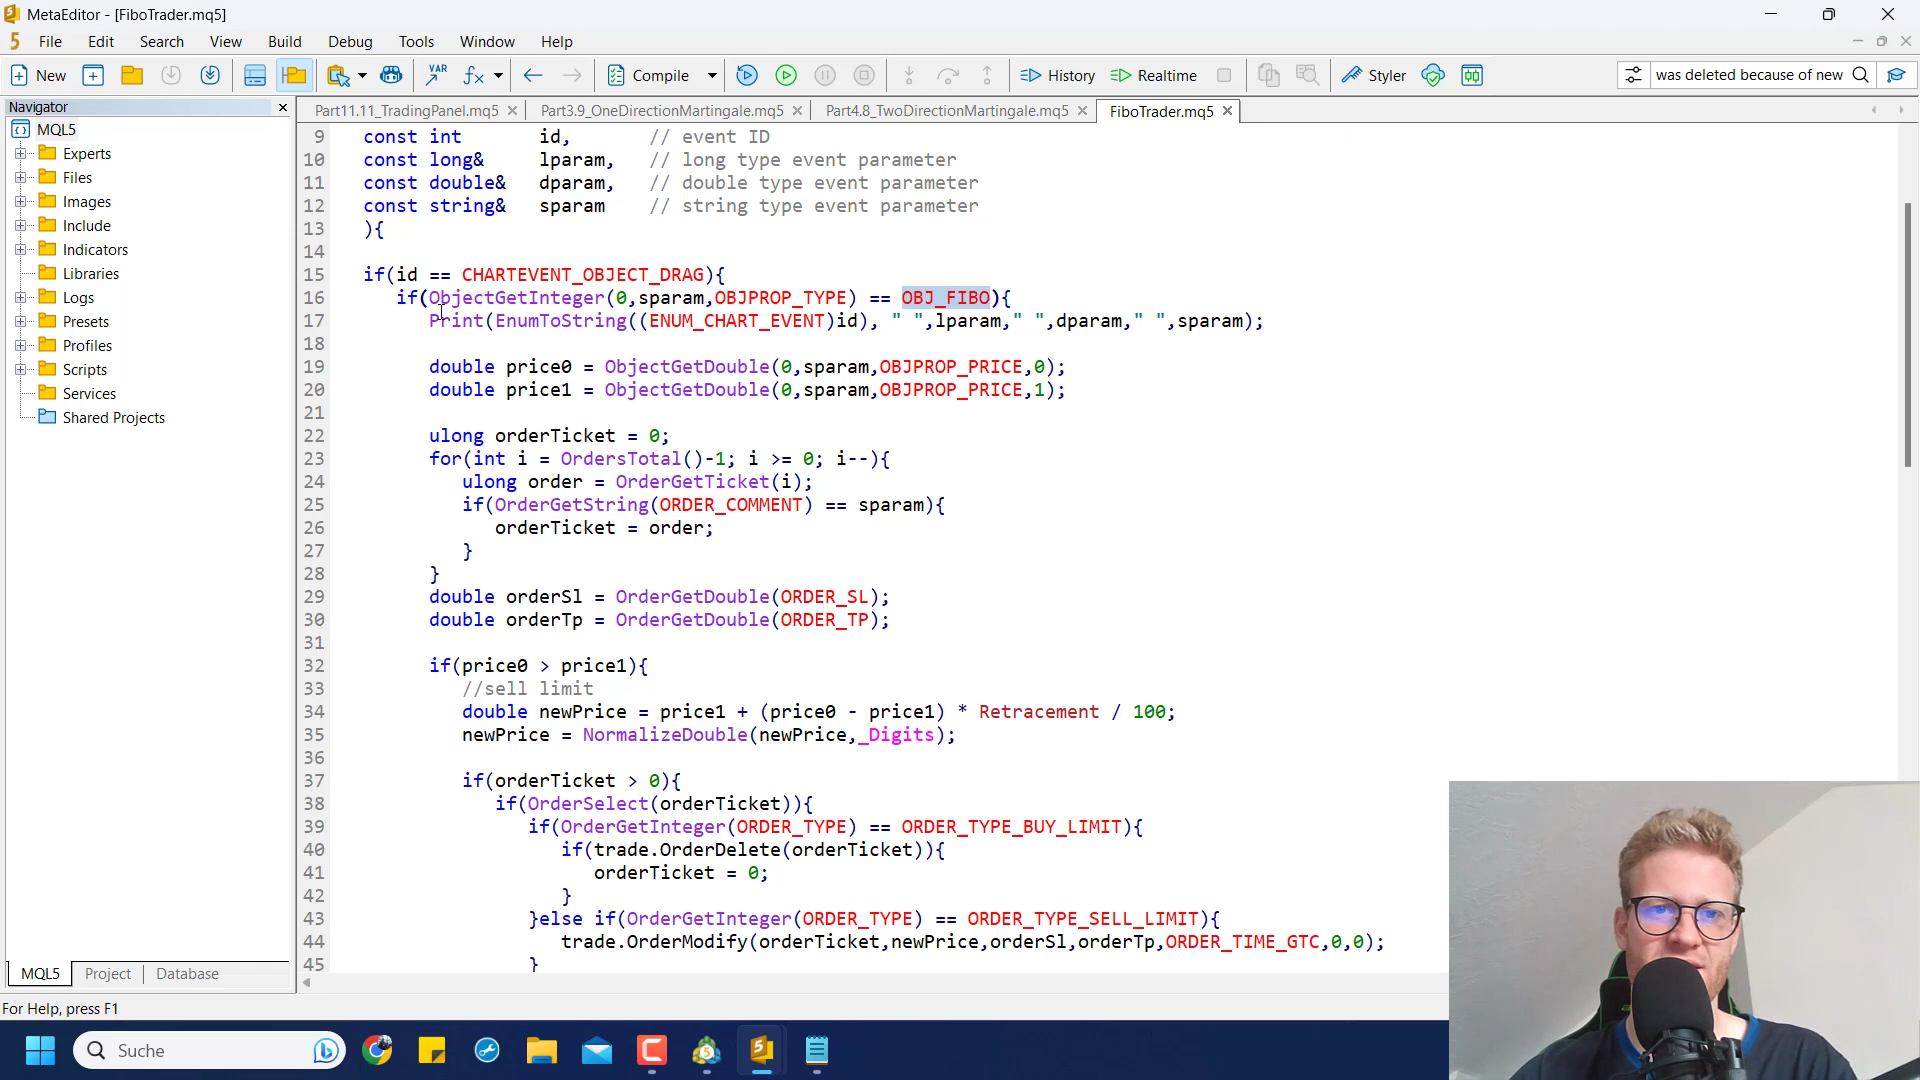 MetaEditor - [FiboTrader.mq5]
5 File Edit Search View Build Debug Tools Window Help
New VAR fx Compile History Realtime Styler was deleted because of new
Navigator
Part11.11_TradingPanel.mq5 Part3.9_OneDirectionMartingale.mq5 Part4.8_TwoDirectionMartingale.mq5 FiboTrader.mq5
MQL5
Experts
Files
Images
Include
Indicators
Libraries
Logs
Presets
Profiles
Scripts
Services
Shared Projects
9 const int id, // event ID
10 const long& lparam, // long type event parameter
11 const double& dparam, // double type event parameter
12 const string& sparam // string type event parameter
13 ){
14
15 if(id == CHARTEVENT_OBJECT_DRAG){
16 if(ObjectGetInteger(0,sparam,OBJPROP_TYPE) == OBJ_FIBO){
17 Print(EnumToString((ENUM_CHART_EVENT)id), " ",lparam," ",dparam," ",sparam);
18
19 double price0 = ObjectGetDouble(0,sparam,OBJPROP_PRICE,0);
20 double price1 = ObjectGetDouble(0,sparam,OBJPROP_PRICE,1);
21
22 ulong orderTicket = 0;
23 for(int i = OrdersTotal()-1; i >= 0; i--){
24 ulong order = OrderGetTicket(i);
25 if(OrderGetString(ORDER_COMMENT) == sparam){
26 orderTicket = order;
27 }
28 }
29 double orderSl = OrderGetDouble(ORDER_SL);
30 double orderTp = OrderGetDouble(ORDER_TP);
31
32 if(price0 > price1){
33 //sell limit
34 double newPrice = price1 + (price0 - price1) * Retracement / 100;
35 newPrice = NormalizeDouble(newPrice,_Digits);
36
37 if(orderTicket > 0){
38 if(OrderSelect(orderTicket)){
39 if(OrderGetInteger(ORDER_TYPE) == ORDER_TYPE_BUY_LIMIT){
40 if(trade.OrderDelete(orderTicket)){
41 orderTicket = 0;
42 }
43 }else if(OrderGetInteger(ORDER_TYPE) == ORDER_TYPE_SELL_LIMIT){
44 trade.OrderModify(orderTicket,newPrice,orderSl,orderTp,ORDER_TIME_GTC,0,0);
45 }
MQL5 Project Database
For Help, press F1
Suche